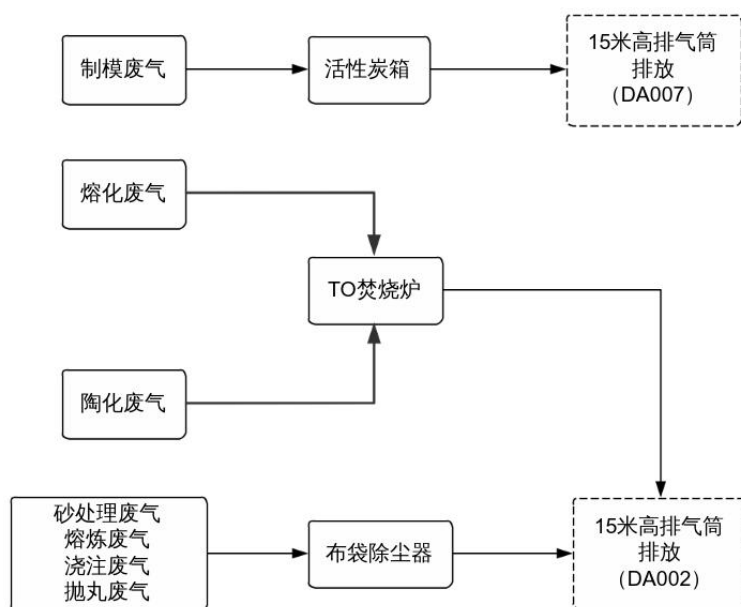 制模废气
活性炭箱
15米高排气筒
排放
（DA007）
熔化废气
TO焚烧炉
陶化废气
砂处理废气
熔炼废气
浇注废气
抛丸废气
布袋除尘器
15米高排气筒
排放
（DA002）